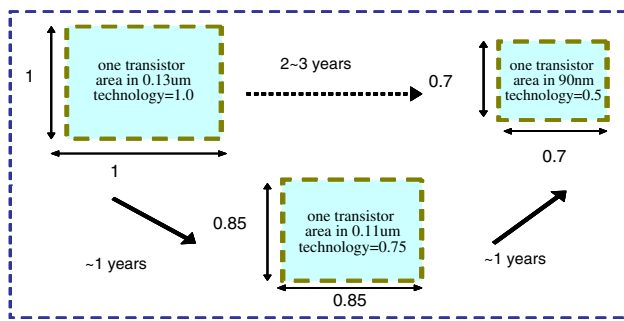 1
one transistor
area in 0.13um
technology=1.0
1
2~3 years
0.7
one transistor
area in 90nm
technology=0.5
0.7
~1 years
0.85
one transistor
area in 0.11um
technology=0.75
0.85
~1 years